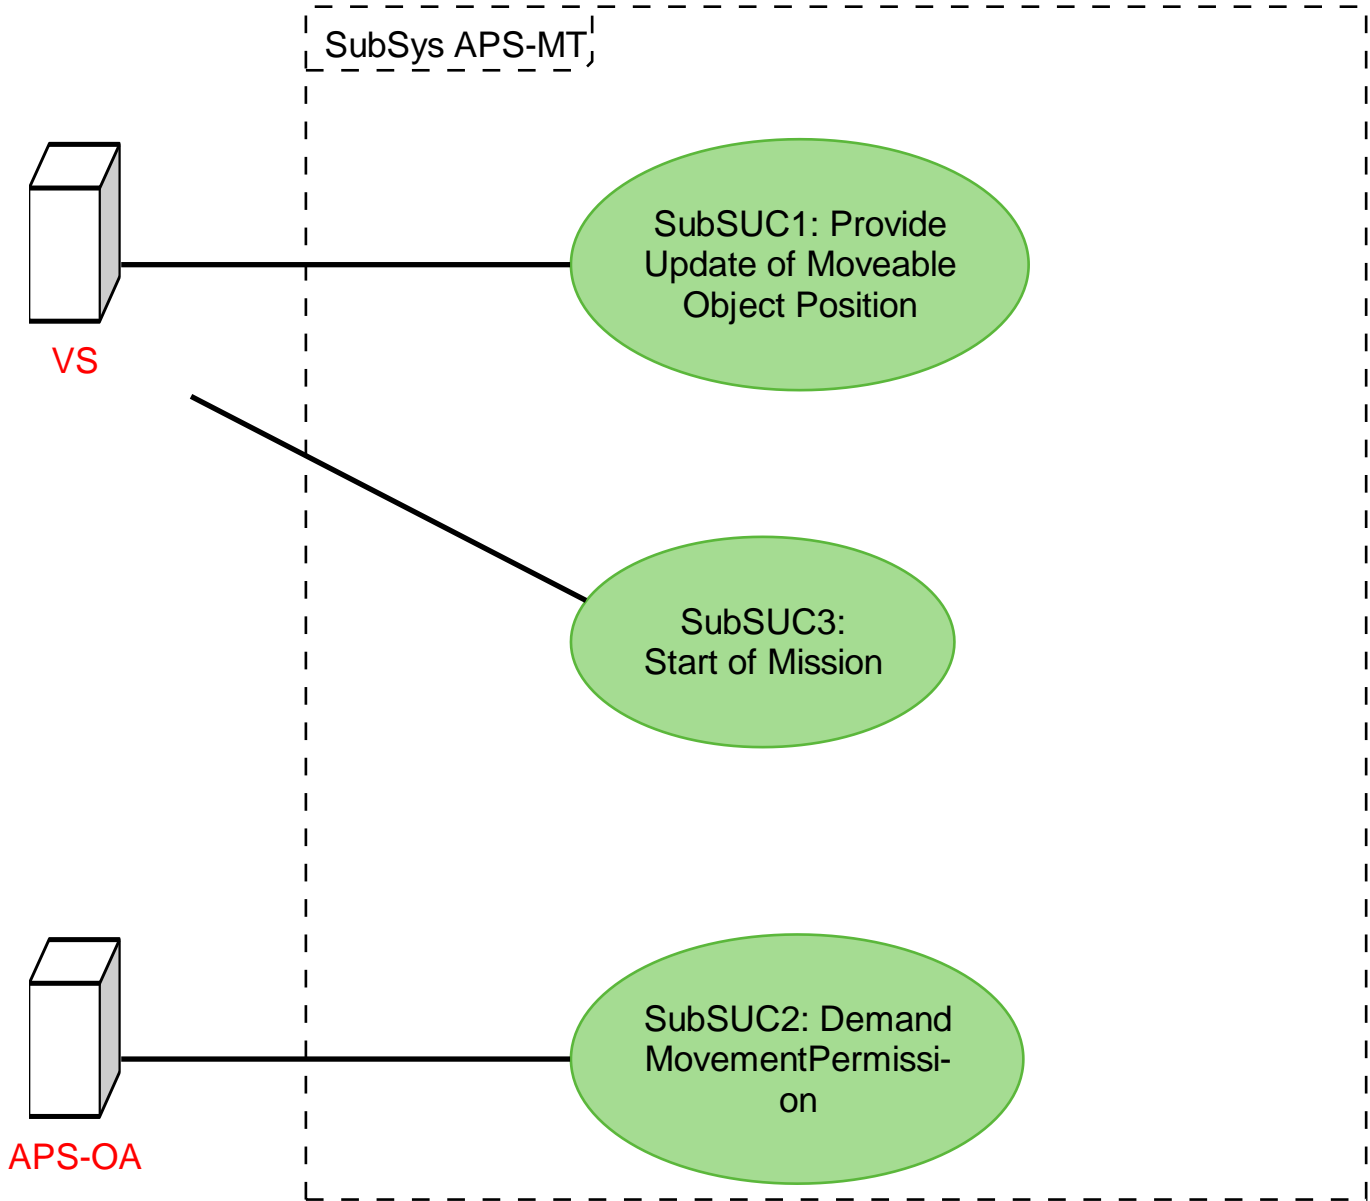 SubSys APS-MT
SubSUC1: Provide
Update of Moveable
Object Position
VS
SubSUC3:
Start of Mission
SubSUC2: Demand
MovementPermissi-
on
APS-OA